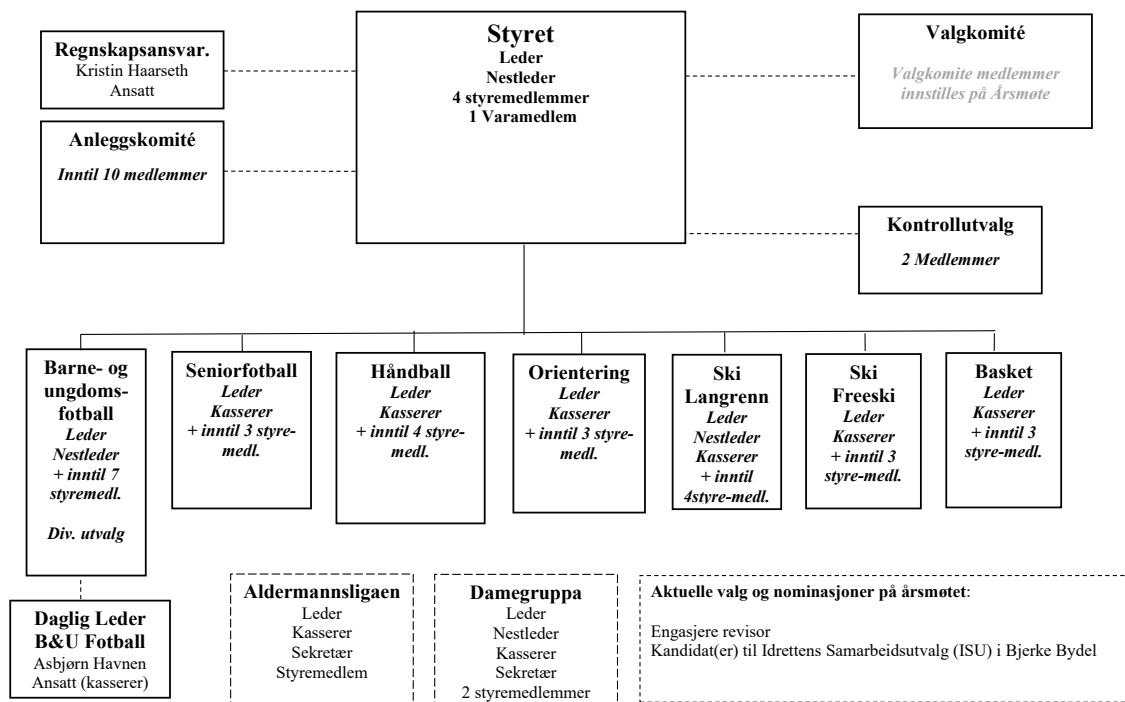 Styret
Leder
Nestleder
4 styremedlemmer
1 Varamedlem
Regnskapsansvar.
Kristin Haarseth
Ansatt
Anleggskomité
Inntil 10 medlemmer
Valgkomité
Valgkomite medlemmer
innstilles på Årsmøte
Kontrollutvalg
2 Medlemmer
Barne- og
ungdoms-
fotball
Leder
Nestleder
+ inntil 7
styremedl.
Div. utvalg
Seniorfotball
Leder
Kasserer
+ inntil 3 styre-
medl.
Håndball
Leder
Kasserer
+ inntil 4 styre-
medl.
Orientering
Leder
Kasserer
+ inntil 3 styre-
medl.
Ski
Langrenn
Leder
Nestleder
Kasserer
+ inntil
4styre-medl.
Ski
Freeski
Leder
Kasserer
+ inntil 3
styre-medl.
Basket
Leder
Kasserer
+ inntil 3
styre-medl.
Daglig Leder
B&U Fotball
Asbjørn Havnen
Ansatt (kasserer)
Aldermannsligaen
Leder
Kasserer
Sekretær
Styremedlem
Damegruppa
Leder
Nestleder
Kasserer
Sekretær
2 styremedlemmer
Aktuelle valg og nominasjoner på årsmøtet:
Engasjere revisor
Kandidat(er) til Idrettens Samarbeidsutvalg (ISU) i Bjerke Bydel